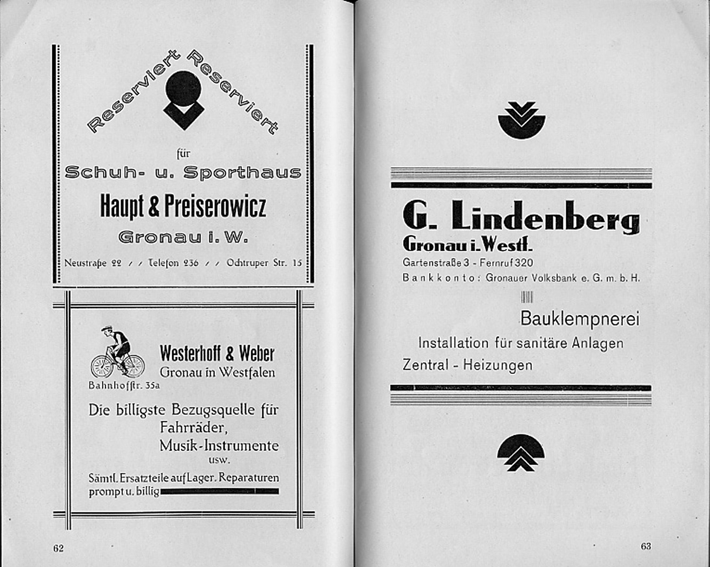 Reserviert Reserviert
für
Schuh- u. Sporthaus
Haupt & Preiserowicz
Gronau i. W.
Neustraße 22 // Telefon 236 // Ochtruper Str. 15
Westerhoff & Weber
Gronau in Westfalen
Bahnhofstr. 35a
Die billigste Bezugsquelle für
Fahrräder,
Musik-Instrumente
usw.
Sämtl. Ersatzteile auf Lager. Reparaturen
prompt u. billig
62
G. Lindenberg
Gronau i. Westf.
Gartenstraße 3 - Fernruf 320
Bankkonto: Gronauer Volksbank e. G. m. b. H.
Bauklempnerei
Installation für sanitäre Anlagen
Zentral - Heizungen
63